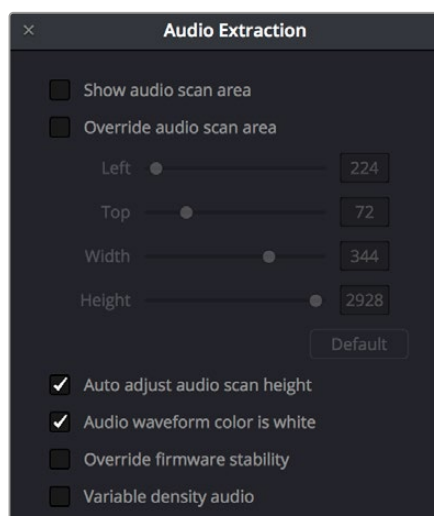 Audio Extraction
Show audio scan area
Override audio scan area
Left 224
Top 72
Width 344
Height 2928
Default
Auto adjust audio scan height
Audio waveform color is white
Override firmware stability
Variable density audio